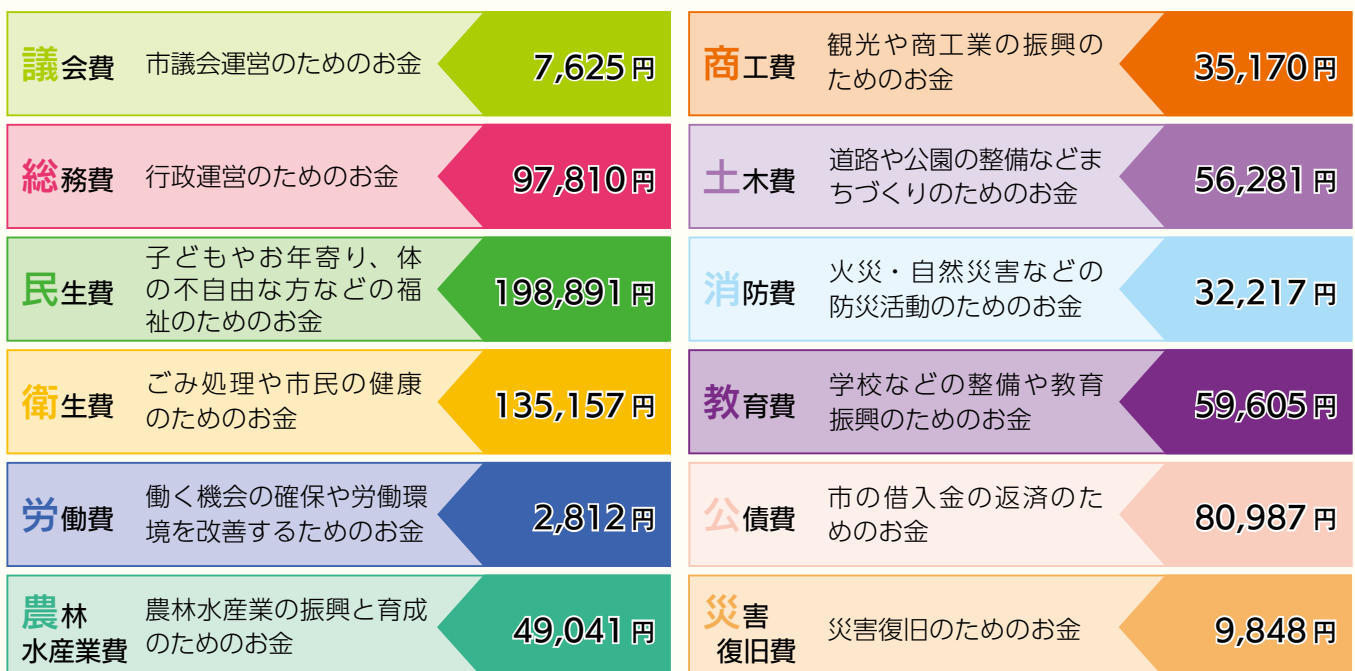 議会費 市議会運営のためのお金 7,625円
総務費 行政運営のためのお金 97,810円
民生費 子どもやお年寄り、体
の不自由な方などの福
祉のためのお金 198,891円
衛生費 ごみ処理や市民の健康
のためのお金 135,157円
労働費 働く機会の確保や労働環
境を改善するためのお金 2,812円
農林
水産業費 農林水産業の振興と育成
のためのお金 49,041円
商工費 観光や商工業の振興の
ためのお金 35,170円
土木費 道路や公園の整備などま
ちづくりのためのお金 56,281円
消防費 火災・自然災害などの
防災活動のためのお金 32,217円
教育費 学校などの整備や教育
振興のためのお金 59,605円
公債費 市の借入金の返済のた
めのお金 80,987円
災害
復旧費 災害復旧のためのお金 9,848円